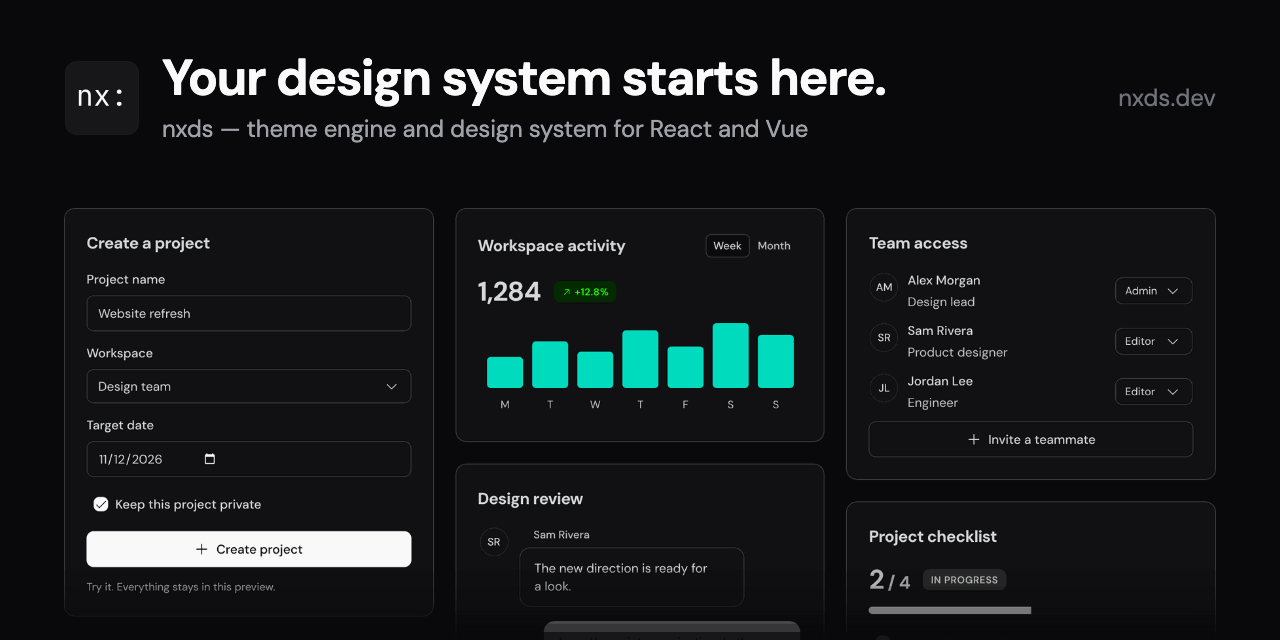 nx:
Your design system starts here.
nxds — theme engine and design system for React and Vue
nxds.dev
Create a project
Project name
Website refresh
Workspace
Design team
Target date
11/12/2026
Keep this project private
+ Create project
Try it. Everything stays in this preview.
Workspace activity
Week Month
1,284 ↗ +12.8%
M T W T F S S
Design review
SR Sam Rivera
The new direction is ready for
a look.
Team access
AM Alex Morgan
Design lead
Admin
SR Sam Rivera
Product designer
Editor
JL Jordan Lee
Engineer
Editor
+ Invite a teammate
Project checklist
2 / 4 IN PROGRESS